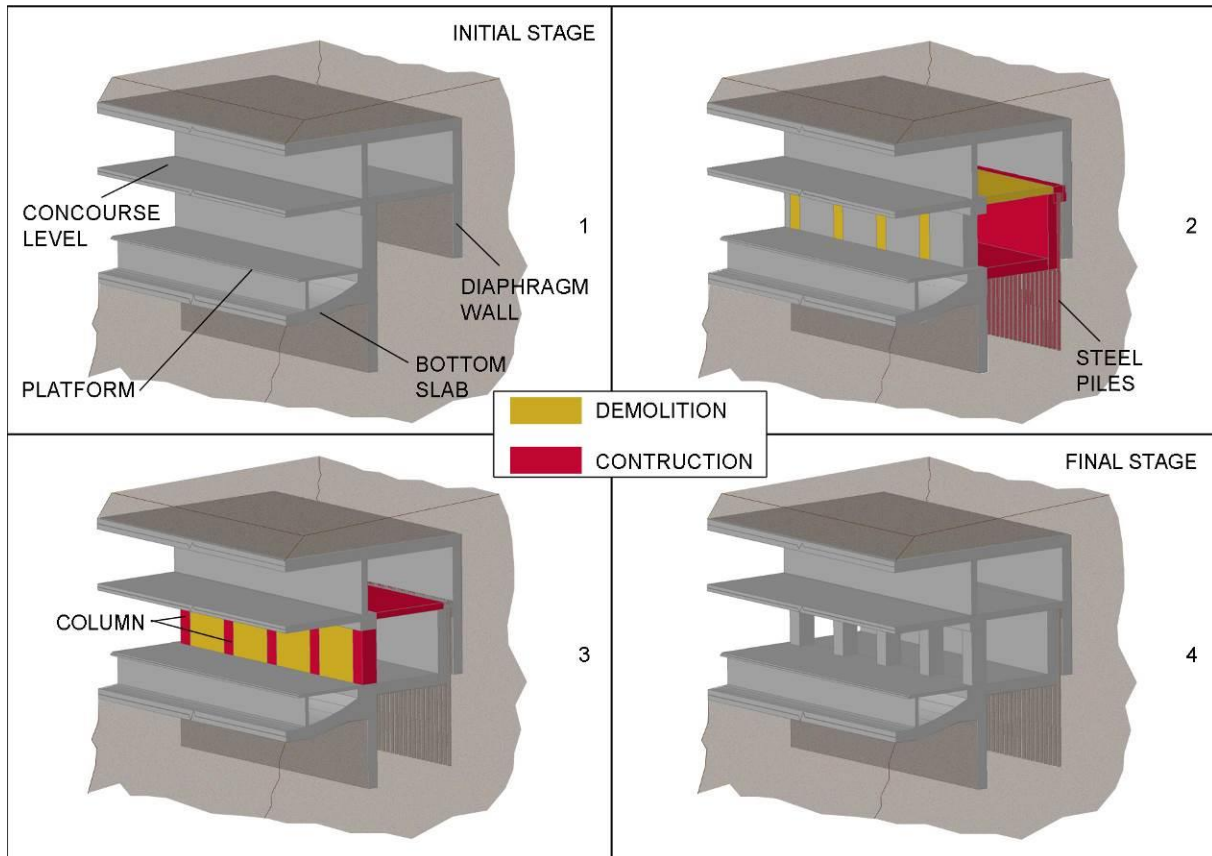 INITIAL STAGE
CONCOURSE
LEVEL
1
DIAPHRAGM
WALL
PLATFORM
BOTTOM
SLAB
2
STEEL
PILES
DEMOLITION
CONTRUCTION
COLUMN
3
FINAL STAGE
4